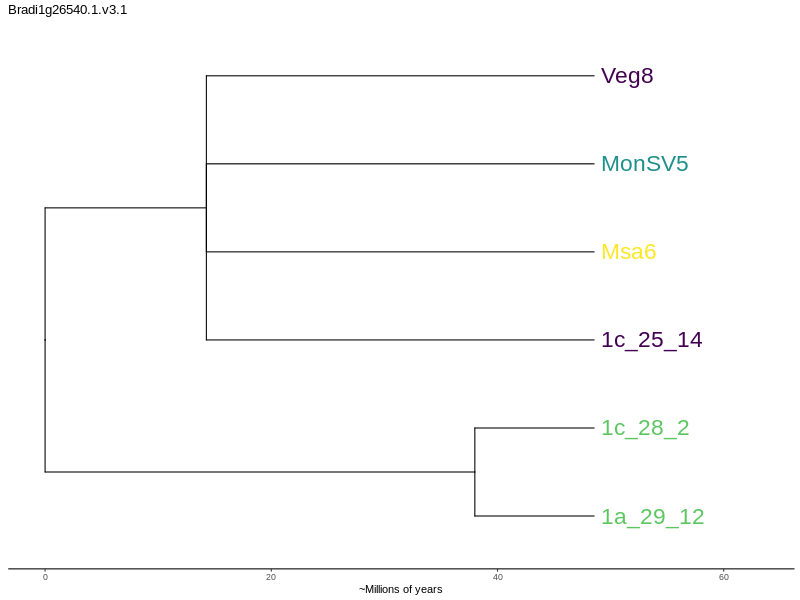 Bradi1g26540.1.v3.1
Veg8
MonSV5
Msa6
1c_25_14
1c_28_2
1a_29_12
0
20
40
60
~Millions of years